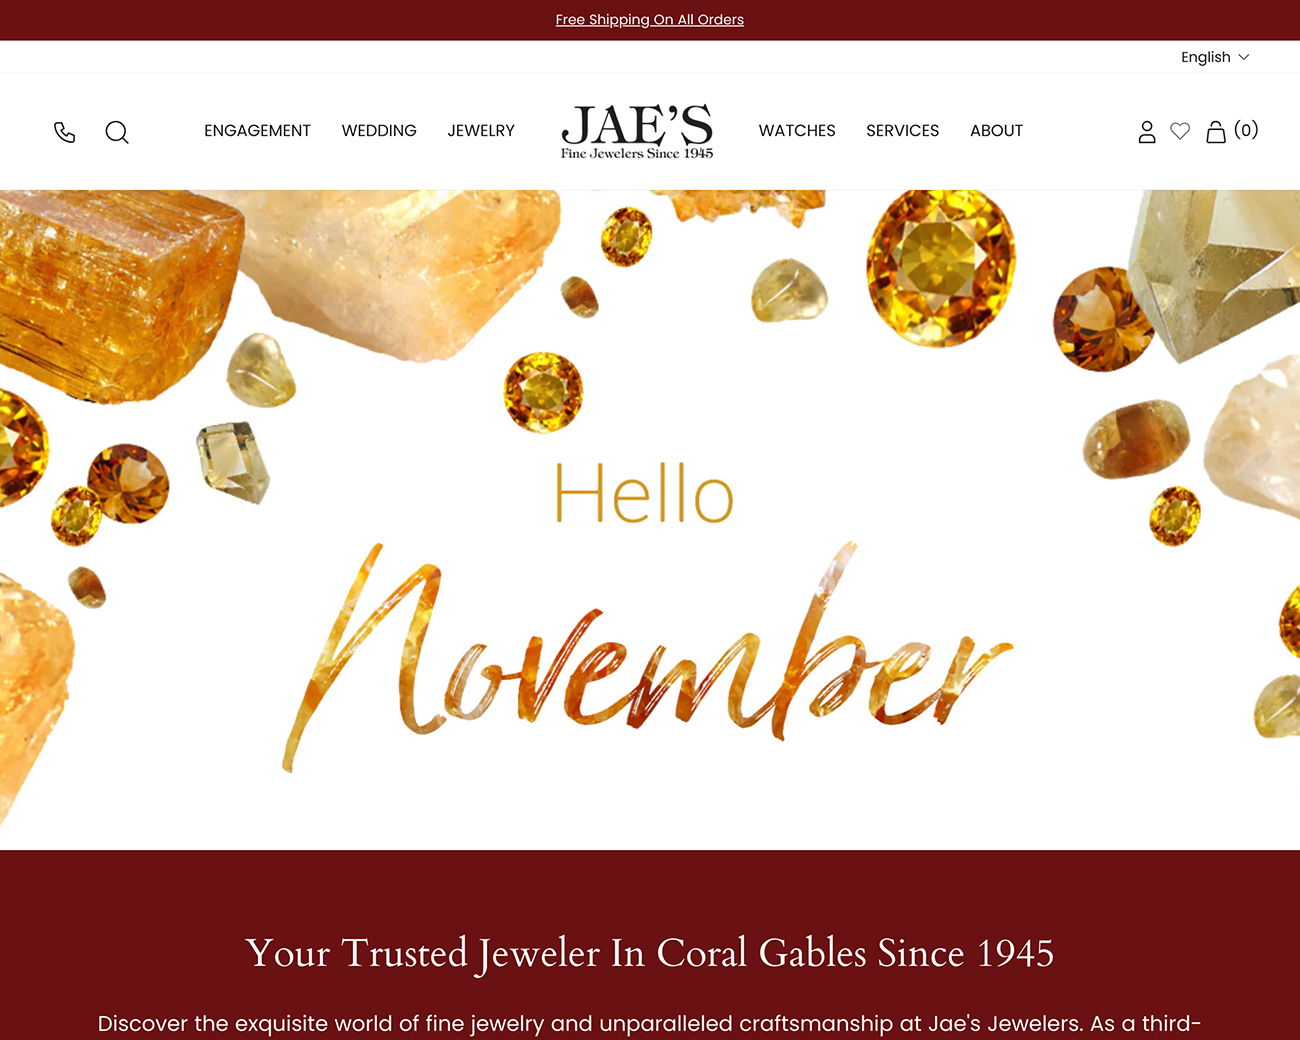 Free Shipping On All Orders
English
ENGAGEMENT WEDDING JEWELRY JAE'S WATCHES SERVICES ABOUT (0)
Fine Jewelers Since 1945
Hello
November
Your Trusted Jeweler In Coral Gables Since 1945
Discover the exquisite world of fine jewelry and unparalleled craftsmanship at Jae's Jewelers. As a third-